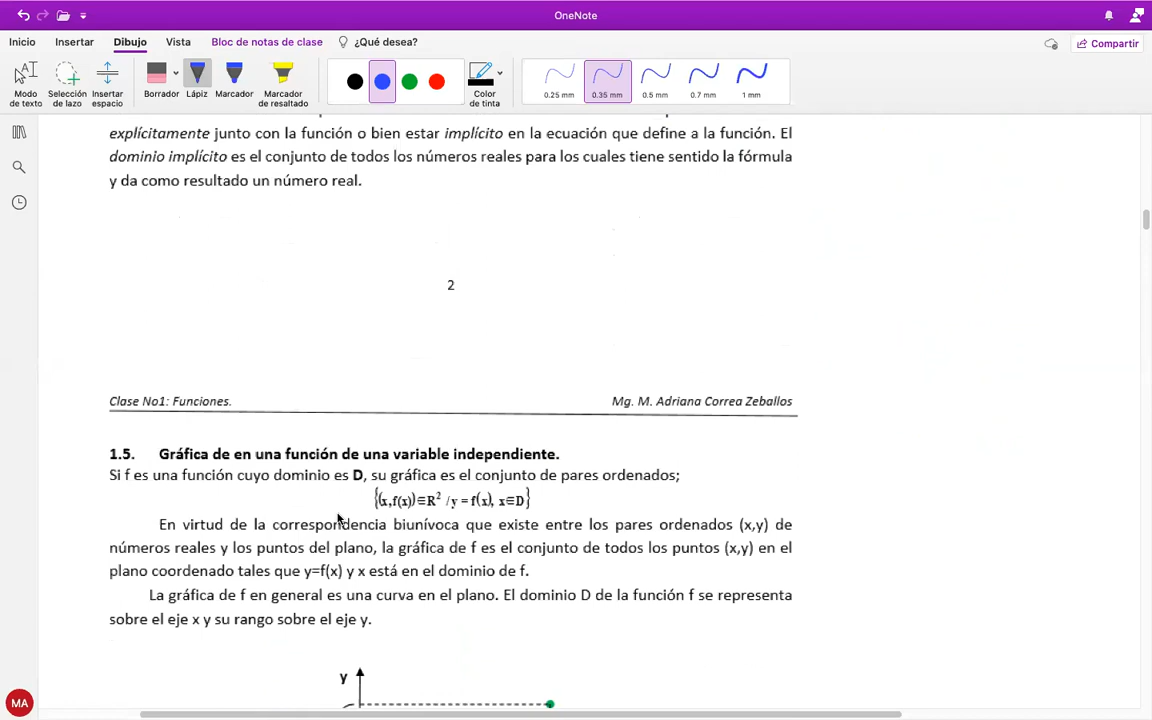 OneNote
Inicio Insertar Dibujo Vista Bloc de notas de clase ¿Qué desea? Compartir
Modo de texto
Selección de lazo
Insertar espacio
Borrador
Lápiz
Marcador
Marcador de resaltado
Color de tinta
0.25 mm 0.35 mm 0.5 mm 0.7 mm 1 mm
explícitamente junto con la función o bien estar implícito en la ecuación que define a la función. El
dominio implícito es el conjunto de todos los números reales para los cuales tiene sentido la fórmula
y da como resultado un número real.
2
Clase No1: Funciones. Mg. M. Adriana Correa Zeballos
1.5. Gráfica de en una función de una variable independiente.
Si f es una función cuyo dominio es D, su gráfica es el conjunto de pares ordenados;
{(x,f(x))∈R² / y = f(x), x∈D}
En virtud de la correspondencia biunívoca que existe entre los pares ordenados (x,y) de
números reales y los puntos del plano, la gráfica de f es el conjunto de todos los puntos (x,y) en el
plano coordenado tales que y=f(x) y x está en el dominio de f.
La gráfica de f en general es una curva en el plano. El dominio D de la función f se representa
sobre el eje x y su rango sobre el eje y.
y
MA